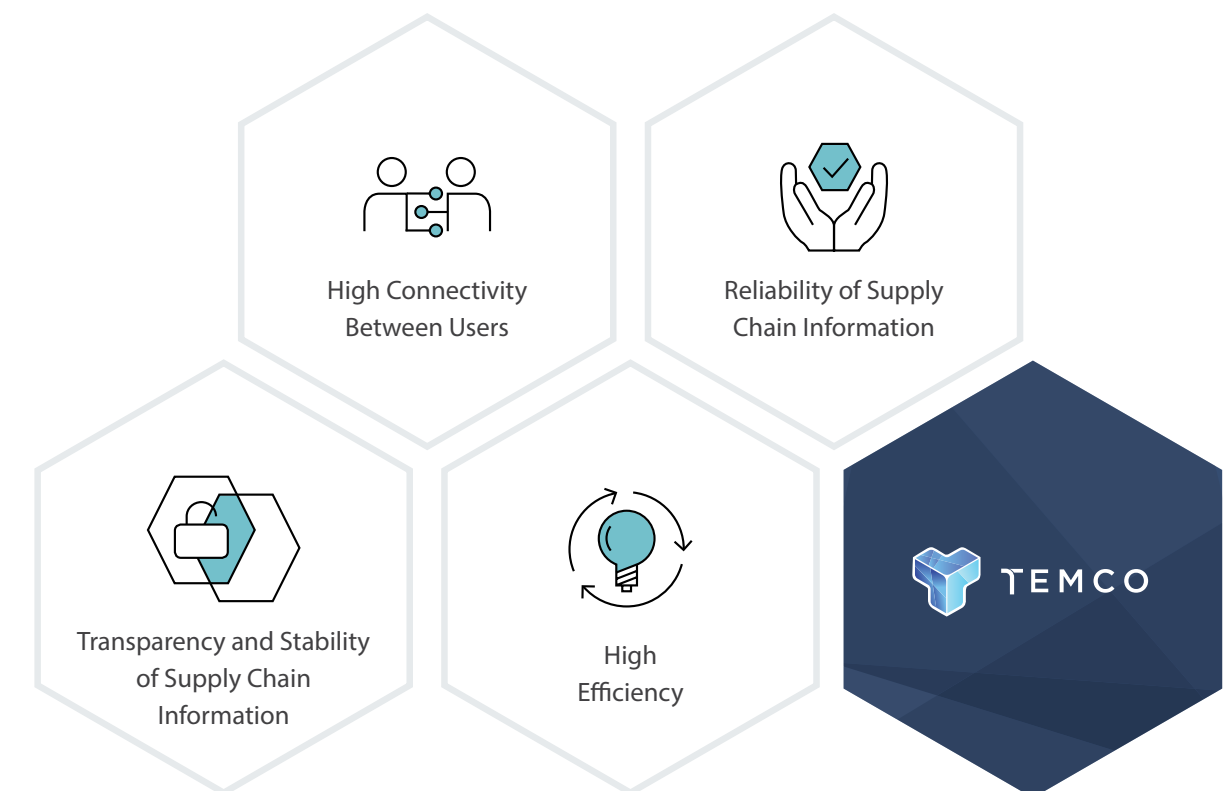 High Connectivity
Between Users
Reliability of Supply
Chain Information
Transparency and Stability
of Supply Chain
Information
High
Efficiency
TEMCO